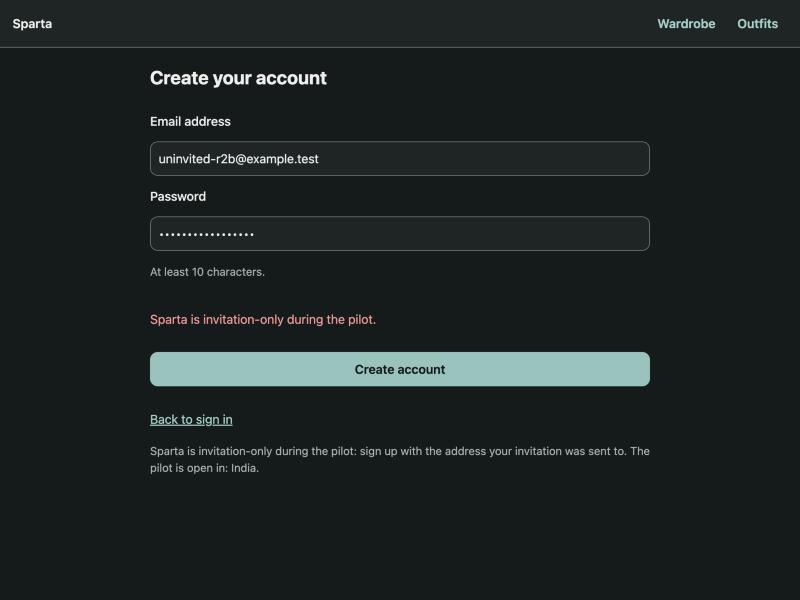 Sparta
Wardrobe
Outfits
Create your account
Email address
uninvited-r2b@example.test
Password
•••••••••••••••••
At least 10 characters.
Sparta is invitation-only during the pilot.
Create account
Back to sign in
Sparta is invitation-only during the pilot: sign up with the address your invitation was sent to. The
pilot is open in: India.